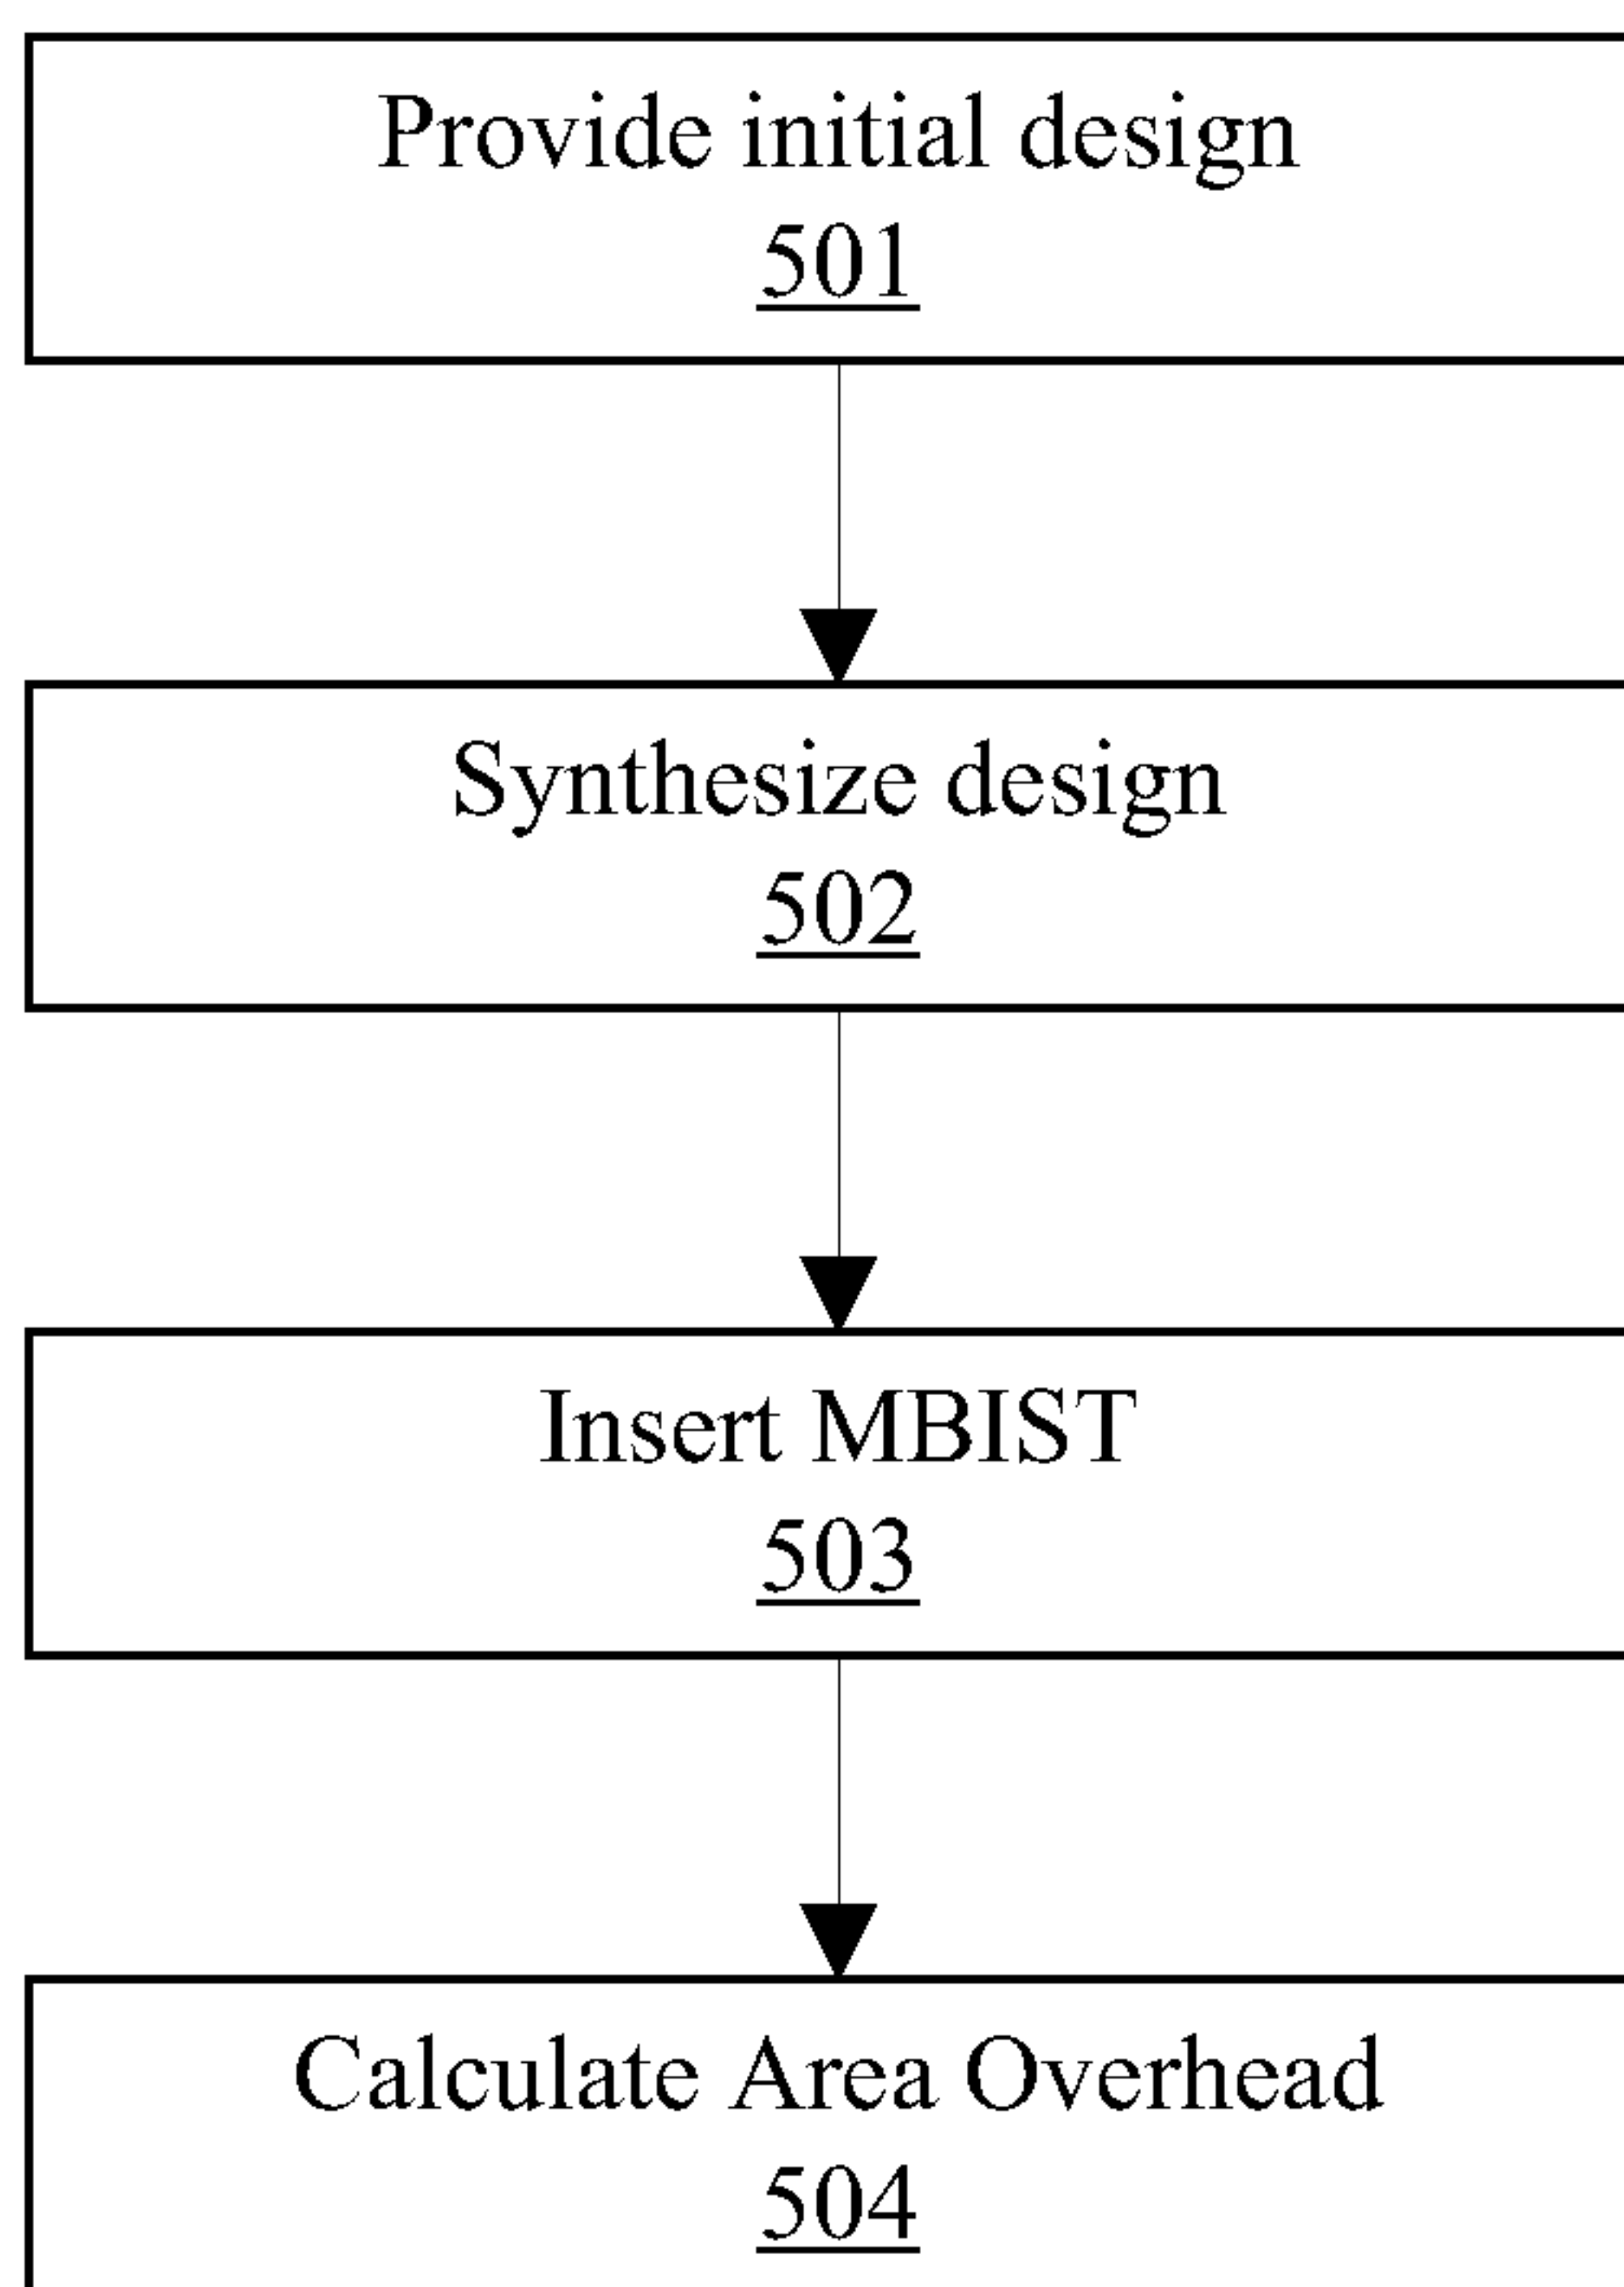 Provide initial design
501
Synthesize design
502
Insert MBIST
503
Calculate Area Overhead
504